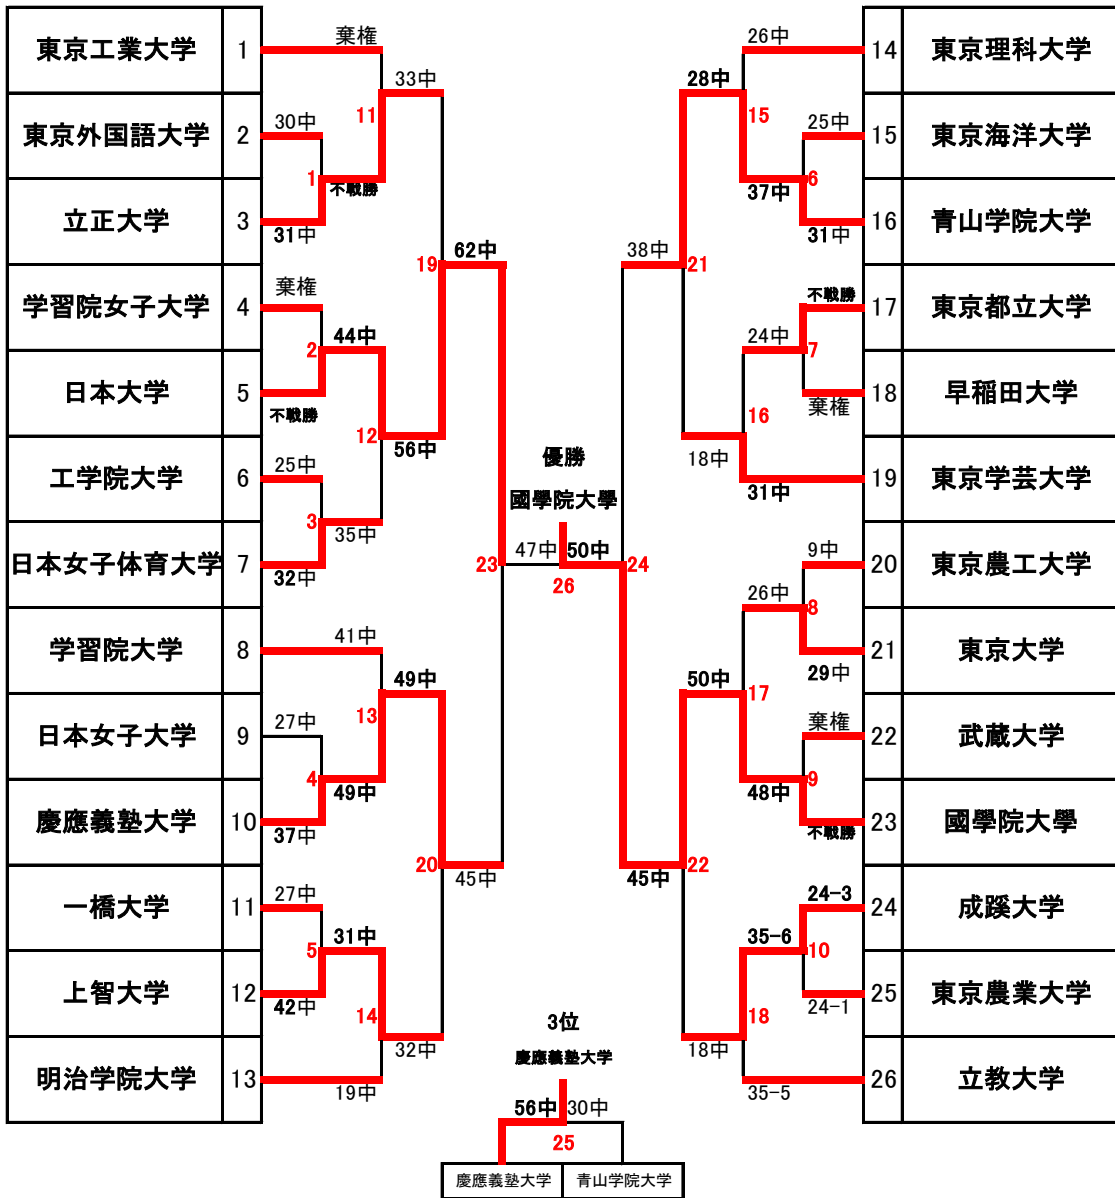 東京工業大学 1 棄権 26中 14 東京理科大学
33中 28中
11 15
東京外国語大学 2 30中 25中 15 東京海洋大学
1 不戦勝 37中 6
立正大学 3 31中 31中 16 青山学院大学
19 62中 38中 21
学習院女子大学 4 棄権 不戦勝 17 東京都立大学
2 44中 24中 7
日本大学 5 不戦勝 棄権 18 早稲田大学
12 56中 18中 16
工学院大学 6 25中 31中 19 東京学芸大学
優勝
國學院大學
3 35中
日本女子体育大学 7 32中 9中 20 東京農工大学
23 47中 50中 24
26
26中 8
学習院大学 8 41中 29中 21 東京大学
49中 50中
13 17
日本女子大学 9 27中 棄権 22 武蔵大学
4 49中 48中 9
慶應義塾大学 10 37中 不戦勝 23 國學院大學
20 45中 45中 22
一橋大学 11 27中 24-3 24 成蹊大学
5 31中 35-6 10
上智大学 12 42中 24-1 25 東京農業大学
14 32中 18中 18
3位
慶應義塾大学
明治学院大学 13 19中 35-5 26 立教大学
56中 30中
25
慶應義塾大学 青山学院大学